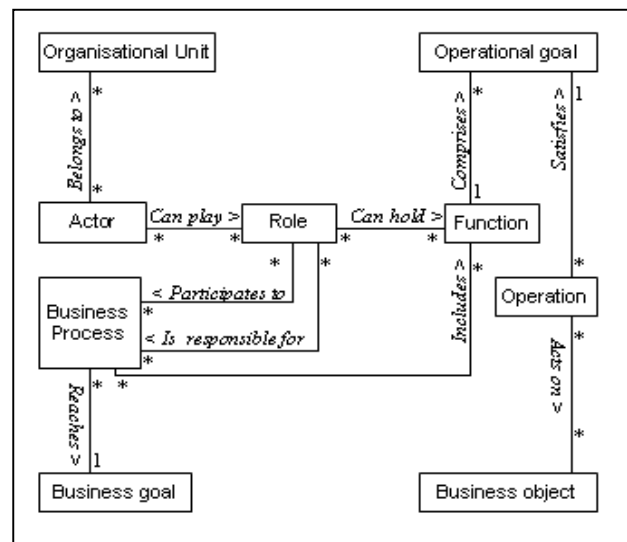 Organisational Unit
Operational goal
*
*
1
Belongs to >
Comprises >
Satisfies >
*
1
Actor
Can play >
Role
Can hold >
Function
*
*
*
*
*
*
*
*
< Participates to
*
Includes >
Operation
Business
Process
< Is responsible for
*
*
*
*
Reaches >
Acts on >
1
*
Business goal
Business object